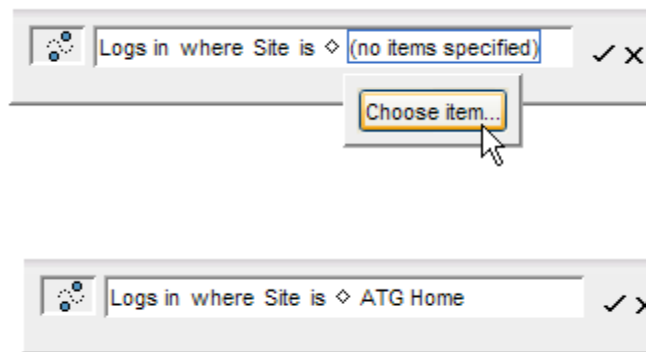 Logs in where Site is ◇ (no items specified)
Choose item...
Logs in where Site is ◇ ATG Home